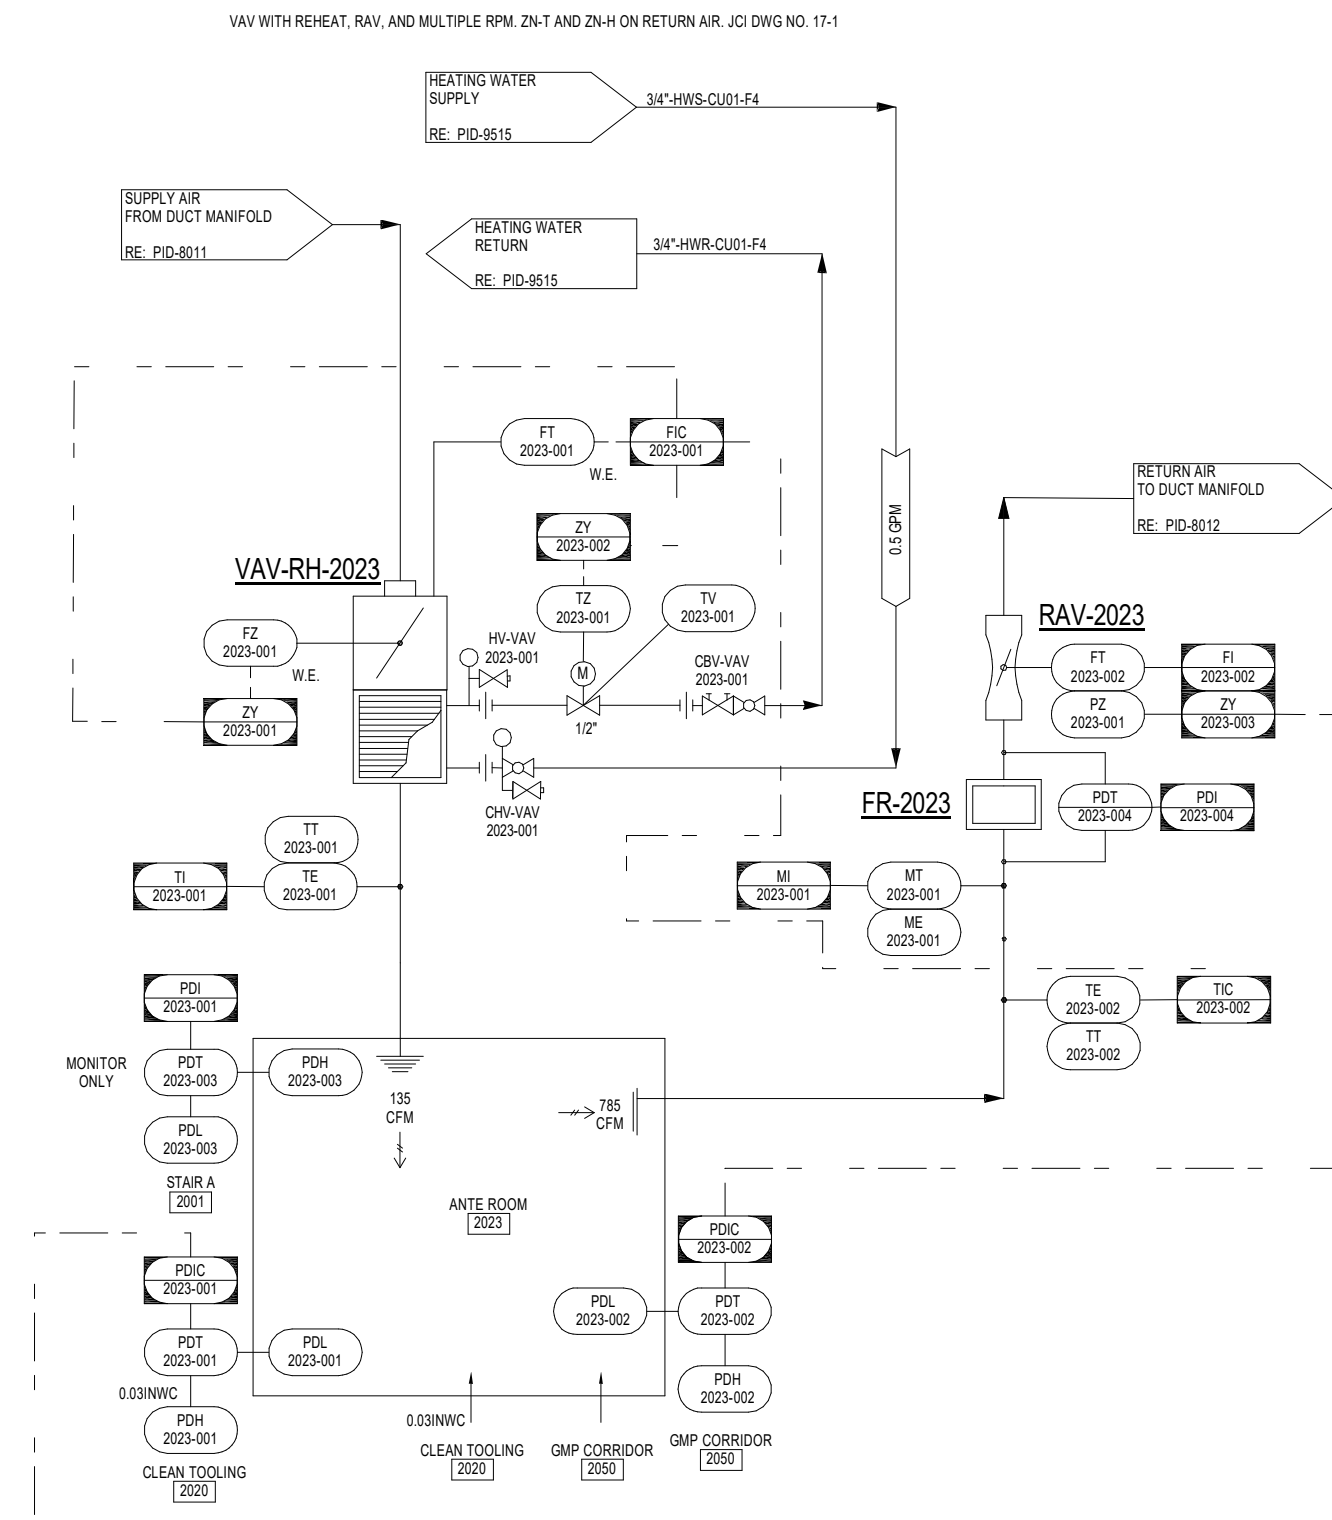 VAV WITH REHEAT, RAV, AND MULTIPLE RPM. ZN-T AND ZN-H ON RETURN AIR. JCI DWG NO. 17-1
HEATING WATER
SUPPLY
RE: PID-9515
3/4"-HWS-CU01-F4
SUPPLY AIR
FROM DUCT MANIFOLD
RE: PID-8011
HEATING WATER
RETURN
RE: PID-9515
3/4"-HWR-CU01-F4
FT
2023-001
W.E.
FIC
2023-001
RETURN AIR
TO DUCT MANIFOLD
RE: PID-8012
0.5 GPM
ZY
2023-002
VAV-RH-2023
TZ
2023-001
TV
2023-001
RAV-2023
FZ
2023-001
W.E.
HV-VAV
2023-001
M
CBV-VAV
2023-001
FT
2023-002
FI
2023-002
ZY
2023-001
1/2"
PZ
2023-001
ZY
2023-003
CHV-VAV
2023-001
FR-2023
PDT
2023-004
PDI
2023-004
TT
2023-001
TI
2023-001
TE
2023-001
MI
2023-001
MT
2023-001
ME
2023-001
PDI
2023-001
TE
2023-002
TIC
2023-002
TT
2023-002
MONITOR
ONLY
PDT
2023-003
PDH
2023-003
135
CFM
785
CFM
PDL
2023-003
STAIR A
2001
ANTE ROOM
2023
PDIC
2023-002
PDIC
2023-001
PDL
2023-002
PDT
2023-002
PDT
2023-001
PDL
2023-001
PDH
2023-002
0.03INWC
PDH
2023-001
0.03INWC
CLEAN TOOLING
2020
CLEAN TOOLING
2020
GMP CORRIDOR
2050
GMP CORRIDOR
2050